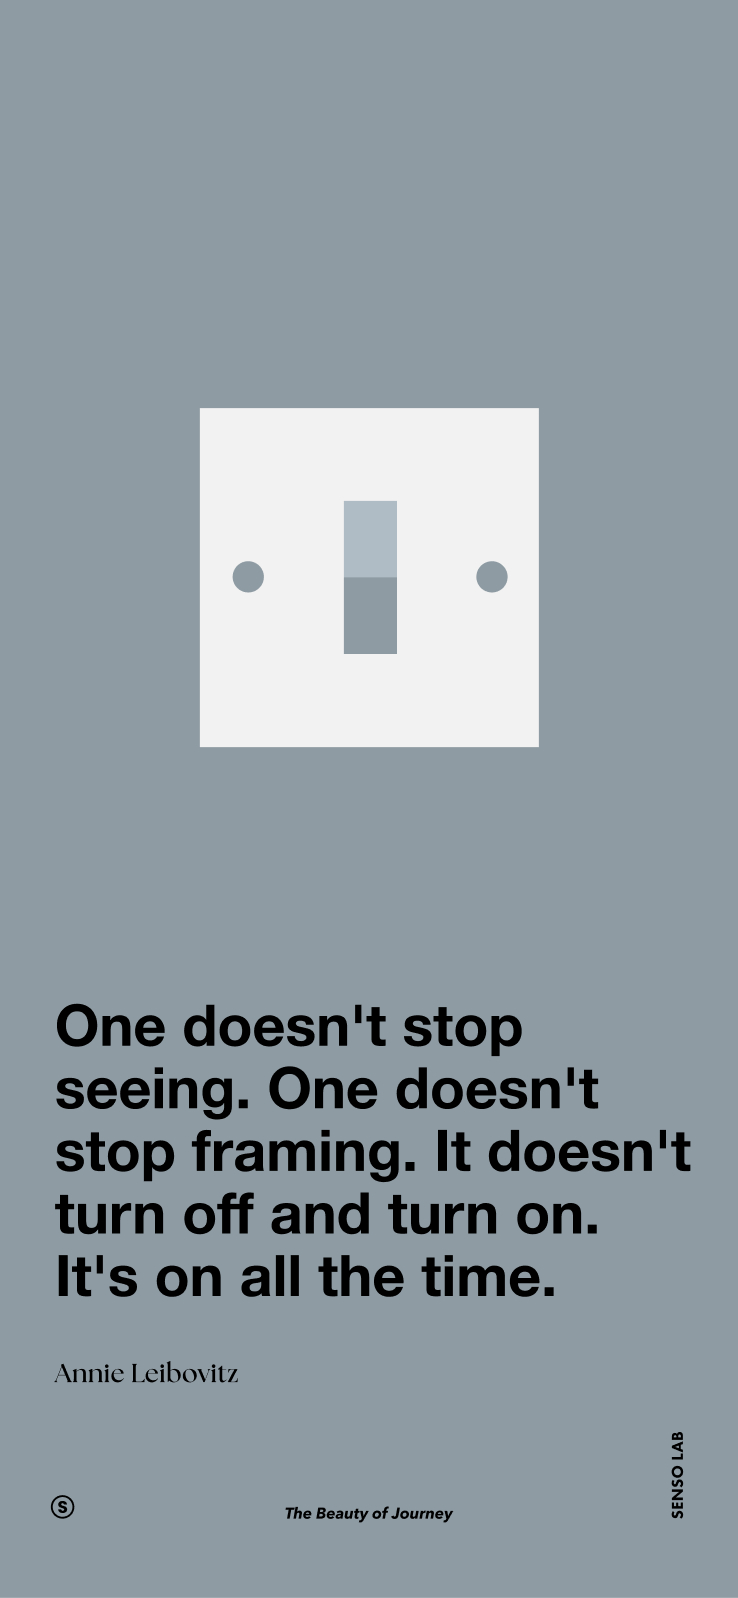 One doesn't stop
seeing. One doesn't
stop framing. It doesn't
turn off and turn on.
It's on all the time.
Annie Leibovitz
SENSO LAB
S
The Beauty of Journey